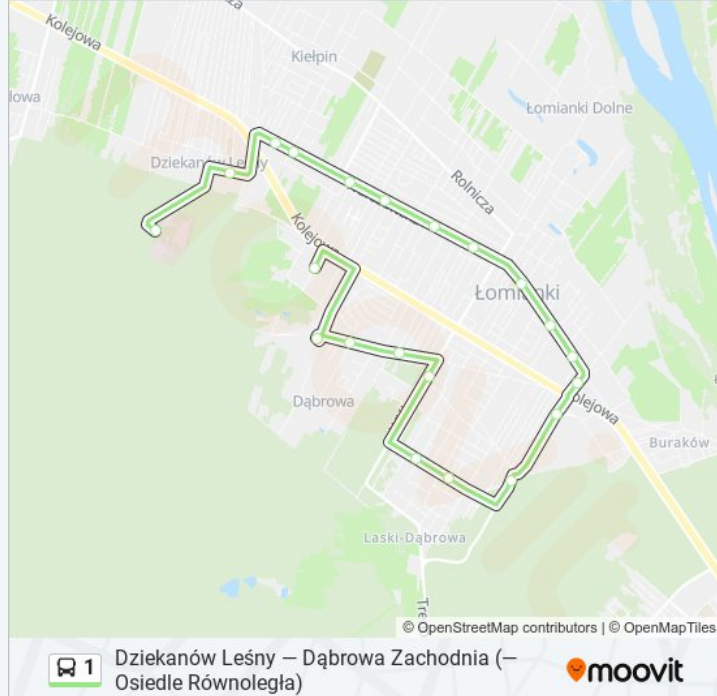 Kolejowa
Kiełpin
Łomianki Dolne
Dziekanów Leśny
Rolnicza
Kolejowa
Łomianki
Dąbrowa
Kolejowa
Buraków
Laski-Dąbrowa
© OpenStreetMap contributors | © OpenMapTiles
1
Dziekanów Leśny — Dąbrowa Zachodnia (—
Osiedle Równoległa)
moovit